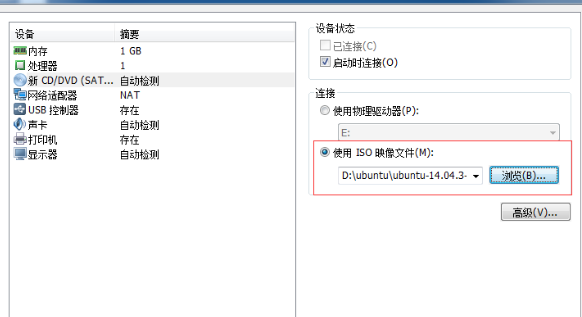 设备 摘要
内存 1 GB
处理器 1
新 CD/DVD (SAT... 自动检测
网络适配器 NAT
USB 控制器 存在
声卡 自动检测
打印机 存在
显示器 自动检测
设备状态
已连接(C)
启动时连接(O)
连接
使用物理驱动器(P):
E:
使用 ISO 映像文件(M):
D:\ubuntu\ubuntu-14.04.3-
浏览(B)...
高级(V)...